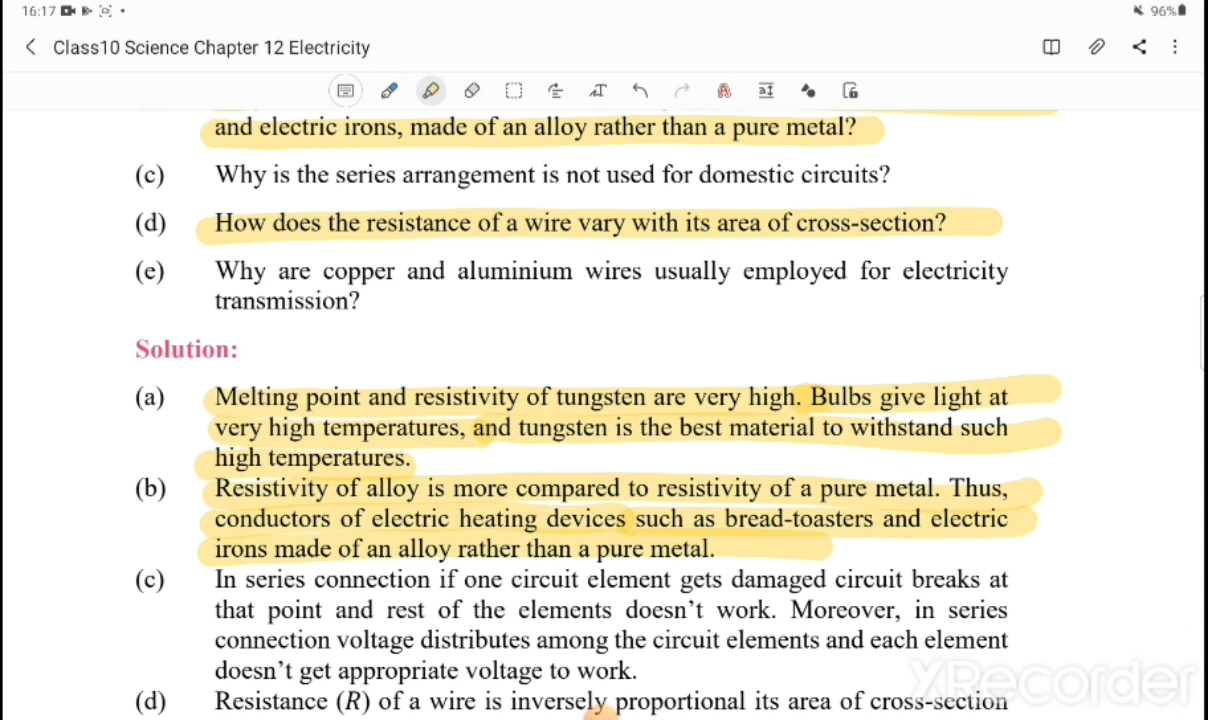 16:17
96%
Class10 Science Chapter 12 Electricity
and electric irons, made of an alloy rather than a pure metal?
(c) Why is the series arrangement is not used for domestic circuits?
(d) How does the resistance of a wire vary with its area of cross-section?
(e) Why are copper and aluminium wires usually employed for electricity
transmission?
Solution:
(a) Melting point and resistivity of tungsten are very high. Bulbs give light at
very high temperatures, and tungsten is the best material to withstand such
high temperatures.
(b) Resistivity of alloy is more compared to resistivity of a pure metal. Thus,
conductors of electric heating devices such as bread-toasters and electric
irons made of an alloy rather than a pure metal.
(c) In series connection if one circuit element gets damaged circuit breaks at
that point and rest of the elements doesn’t work. Moreover, in series
connection voltage distributes among the circuit elements and each element
doesn’t get appropriate voltage to work.
(d) Resistance (R) of a wire is inversely proportional its area of cross-section
XRecorder